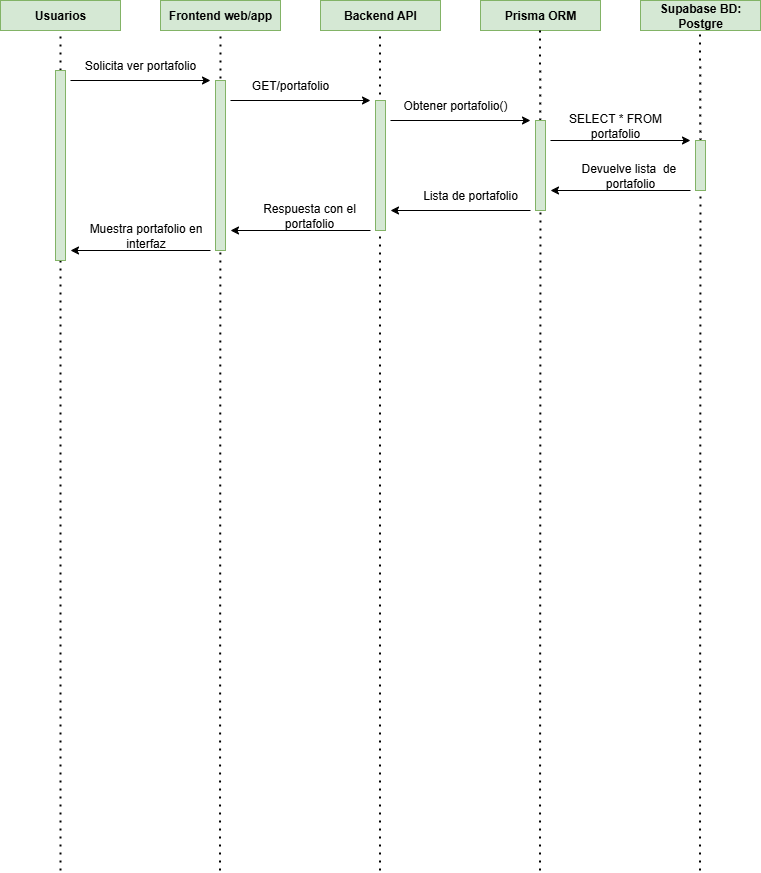 Usuarios
Frontend web/app
Backend API
Prisma ORM
Supabase BD:
Postgre
Solicita ver portafolio
GET/portafolio
Obtener portafolio()
SELECT * FROM
portafolio
Devuelve lista de
portafolio
Lista de portafolio
Respuesta con el
portafolio
Muestra portafolio en
interfaz